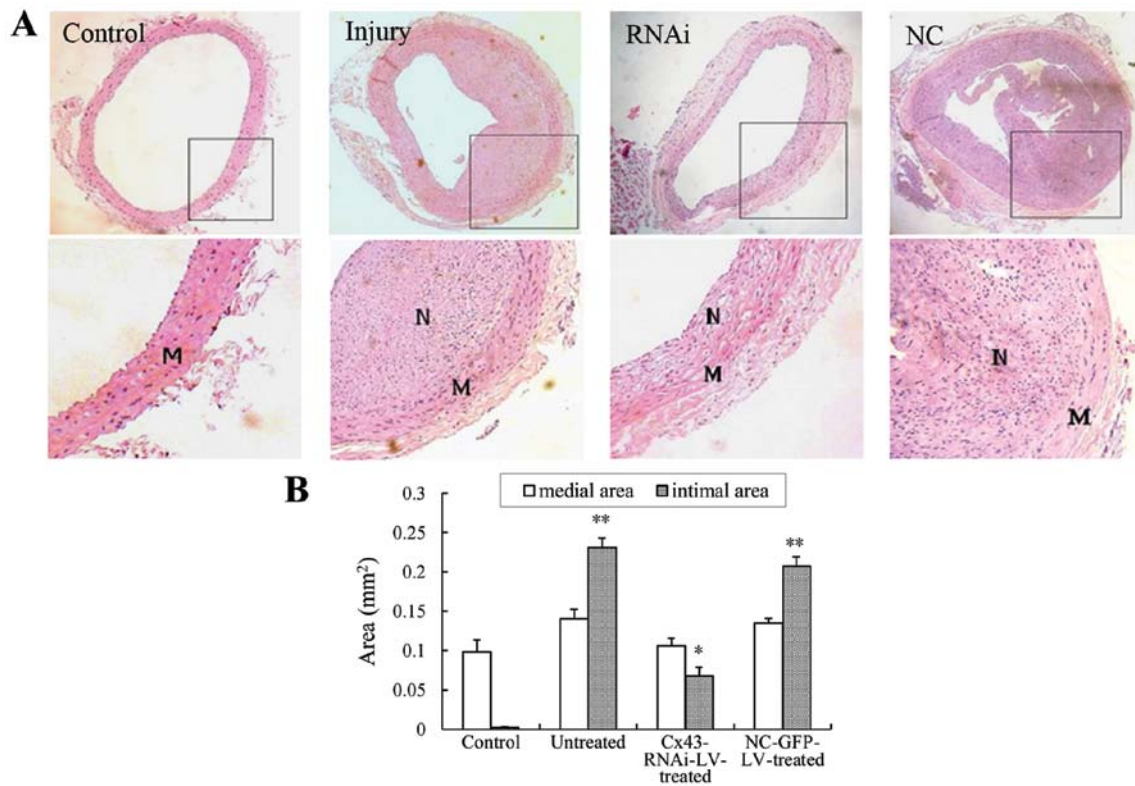 A
Control
Injury
RNAi
NC
M
N
M
N
M
N
M
B
medial area
intimal area
0.3
0.25
0.2
0.15
0.1
0.05
0
Area (mm²)
**
*
**
Control
Untreated
Cx43-
RNAi-LV-
treated
NC-GFP-
LV-treated